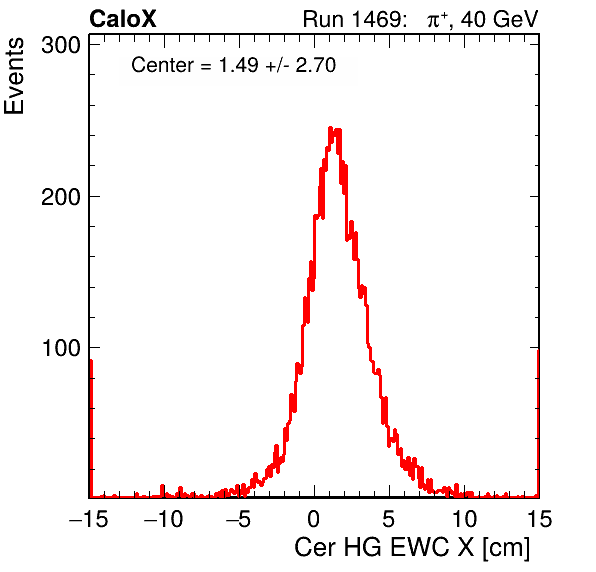 CaloX Run 1469: π⁺, 40 GeV
Events
Center = 1.49 +/- 2.70
300
200
100
−15 −10 −5 0 5 10 15
Cer HG EWC X [cm]